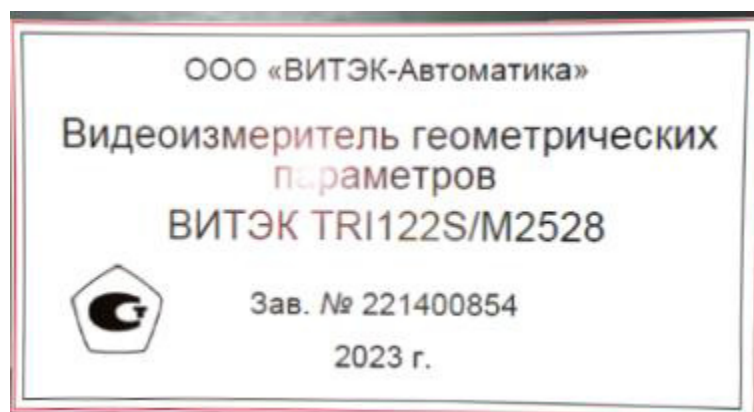 ООО «ВИТЭК-Автоматика»
Видеоизмеритель геометрических
параметров
ВИТЭК TRI122S/M2528
Зав. № 221400854
2023 г.